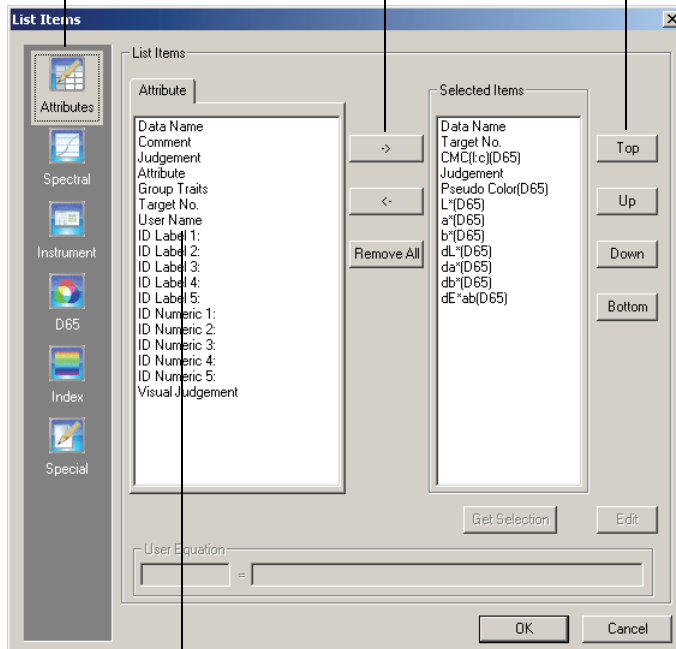 List Items
Attributes
Spectral
Instrument
D65
Index
Special
List Items
Attribute
Data Name
Comment
Judgement
Attribute
Group Traits
Target No.
User Name
ID Label 1:
ID Label 2:
ID Label 3:
ID Label 4:
ID Label 5:
ID Numeric 1:
ID Numeric 2:
ID Numeric 3:
ID Numeric 4:
ID Numeric 5:
Visual Judgement
->
<-
Remove All
Selected Items
Data Name
Target No.
CMC(l:c)(D65)
Judgement
Pseudo Color(D65)
L*(D65)
a*(D65)
b*(D65)
dL*(D65)
da*(D65)
db*(D65)
dE*ab(D65)
Top
Up
Down
Bottom
Get Selection
Edit
User Equation
=
OK
Cancel